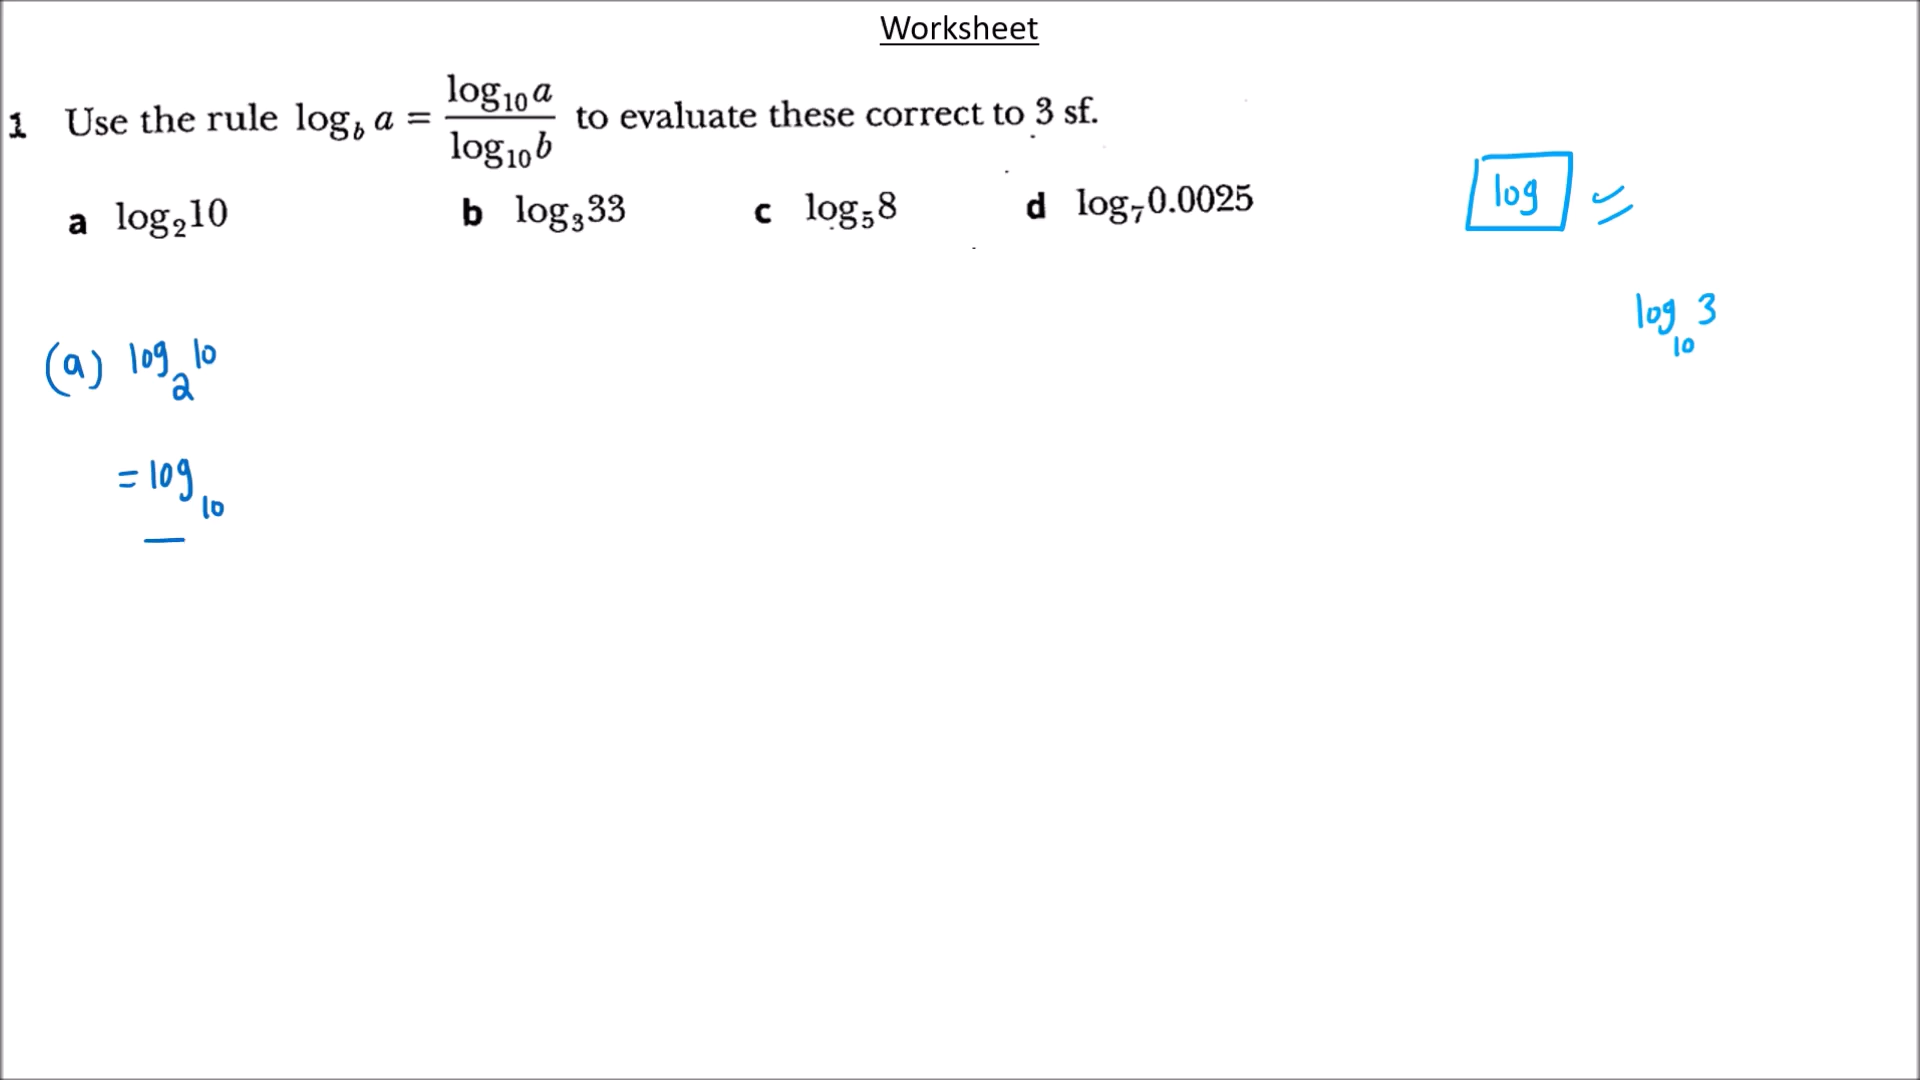 Worksheet
1 Use the rule log_b a = log₁₀a / log₁₀b to evaluate these correct to 3 sf.
a log₂10 b log₃33 c log₅8 d log₇0.0025
log =
log₁₀ 3
(a) log₂ 10
= log₁₀